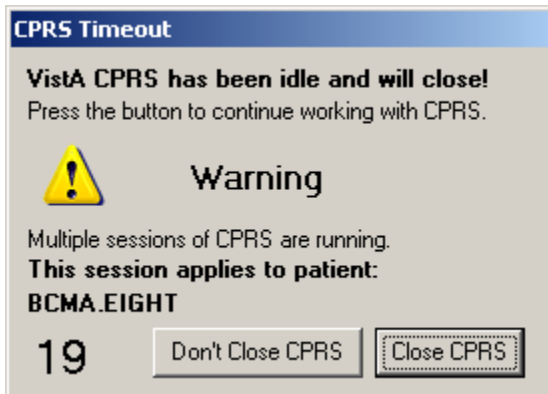 CPRS Timeout
VistA CPRS has been idle and will close!
Press the button to continue working with CPRS.
Warning
Multiple sessions of CPRS are running.
This session applies to patient:
BCMA.EIGHT
19 Don't Close CPRS Close CPRS